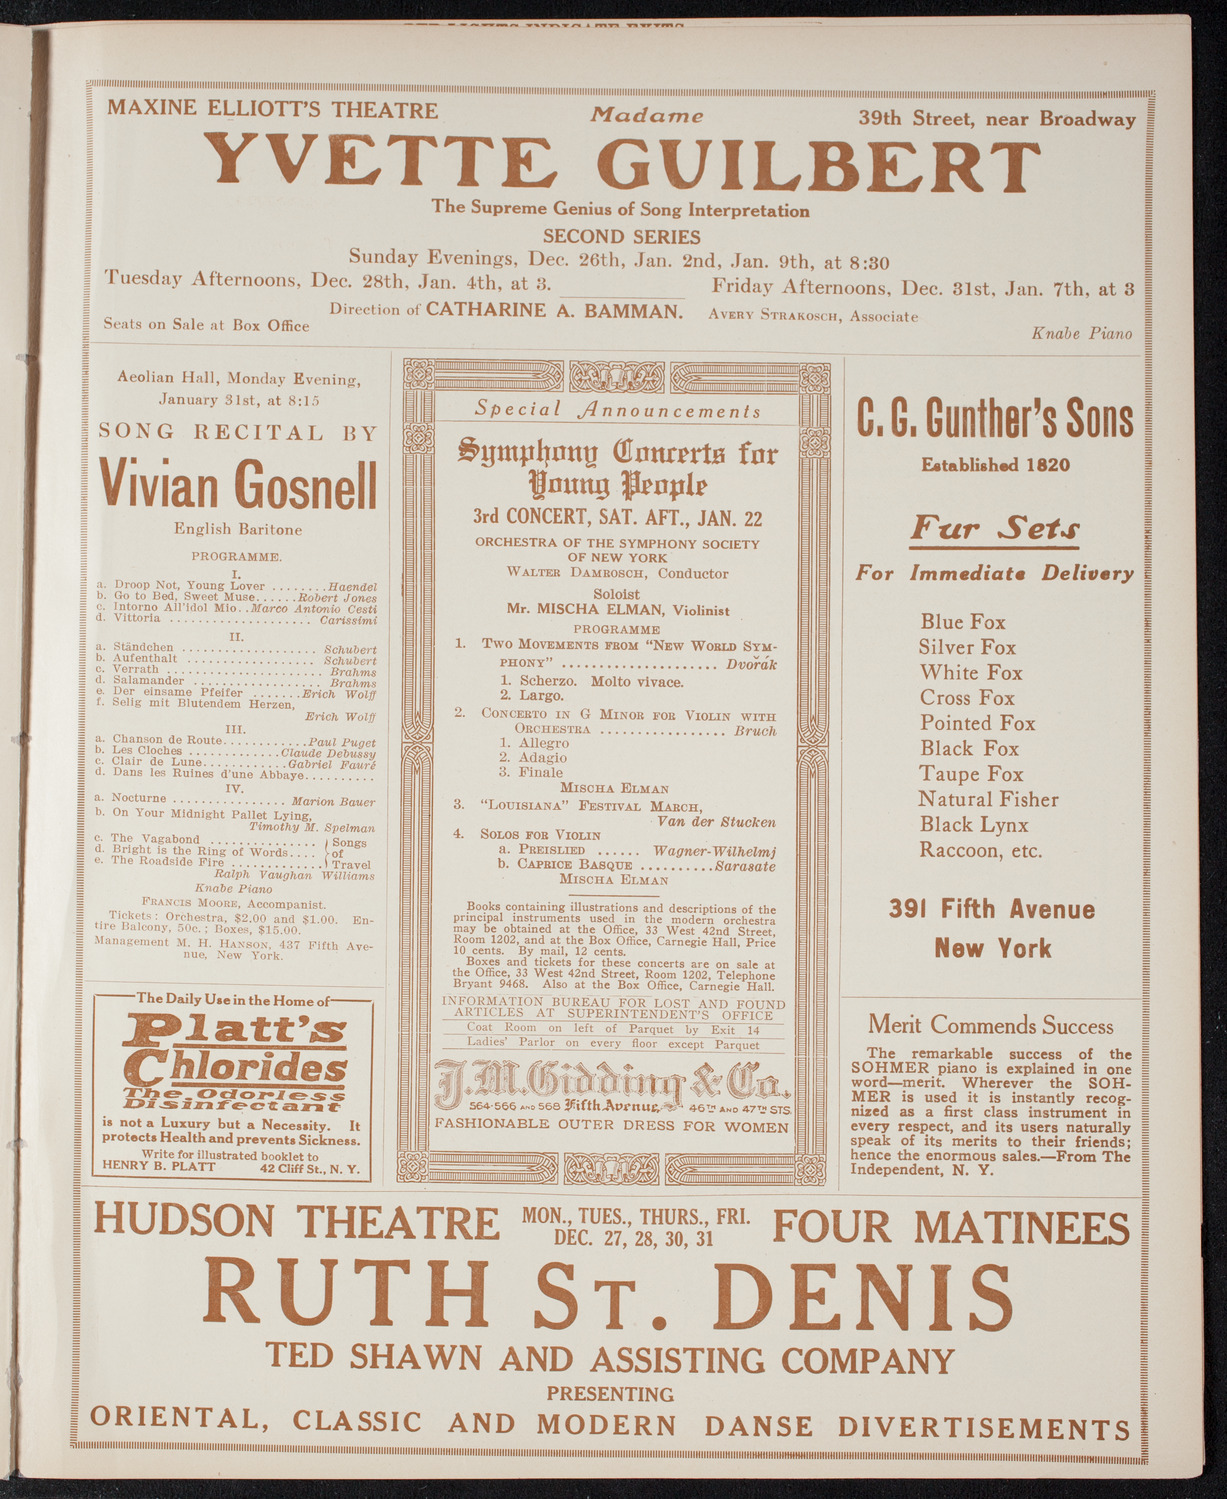 MAXINE ELLIOTT'S THEATRE
Madame
39th Street, near Broadway
YVETTE GUILBERT
The Supreme Genius of Song Interpretation
SECOND SERIES
Sunday Evenings, Dec. 26th, Jan. 2nd, Jan. 9th, at 8:30
Tuesday Afternoons, Dec. 28th, Jan. 4th, at 3.
Friday Afternoons, Dec. 31st, Jan. 7th, at 3
Direction of CATHARINE A. BAMMAN. AVERY STRAKOSCH, Associate
Seats on Sale at Box Office
Knabe Piano
Aeolian Hall, Monday Evening,
January 31st, at 8:15
SONG RECITAL BY
Vivian Gosnell
English Baritone
PROGRAMME.
I.
a. Droop Not, Young Lover ........Haendel
b. Go to Bed, Sweet Muse......Robert Jones
c. Intorno All'idol Mio..Marco Antonio Cesti
d. Vittoria ................... Carissimi
II.
a. Ständchen ................... Schubert
b. Aufenthalt .................. Schubert
c. Verrath ...................... Brahms
d. Salamander .................. Brahms
e. Der einsame Pfeifer .......Erich Wolff
f. Selig mit Blutendem Herzen,
Erich Wolff
III.
a. Chanson de Route............Paul Puget
b. Les Cloches .............Claude Debussy
c. Clair de Lune............Gabriel Fauré
d. Dans les Ruines d'une Abbaye..........
IV.
a. Nocturne ................ Marion Bauer
b. On Your Midnight Pallet Lying,
Timothy M. Spelman
c. The Vagabond ............... Songs
d. Bright is the Ring of Words.... of
e. The Roadside Fire ............. Travel
Ralph Vaughan Williams
Knabe Piano
FRANCIS MOORE, Accompanist.
Tickets: Orchestra, $2.00 and $1.00. En-
tire Balcony, 50c.; Boxes, $15.00.
Management M. H. HANSON, 437 Fifth Ave-
nue, New York.
The Daily Use in the Home of
Platt's
Chlorides
The Odorless
Disinfectant
is not a Luxury but a Necessity. It
protects Health and prevents Sickness.
Write for illustrated booklet to
HENRY B. PLATT 42 Cliff St., N. Y.
Special Announcements
Symphony Concerts for
Young People
3rd CONCERT, SAT. AFT., JAN. 22
ORCHESTRA OF THE SYMPHONY SOCIETY
OF NEW YORK
WALTER DAMROSCH, Conductor
Soloist
Mr. MISCHA ELMAN, Violinist
PROGRAMME
1. TWO MOVEMENTS FROM "NEW WORLD SYM-
PHONY" ..................... Dvořák
1. Scherzo. Molto vivace.
2. Largo.
2. CONCERTO IN G MINOR FOR VIOLIN WITH
ORCHESTRA ................. Bruch
1. Allegro
2. Adagio
3. Finale
MISCHA ELMAN
3. "LOUISIANA" FESTIVAL MARCH,
Van der Stucken
4. SOLOS FOR VIOLIN
a. PREISLIED ...... Wagner-Wilhelmj
b. CAPRICE BASQUE ..........Sarasate
MISCHA ELMAN
Books containing illustrations and descriptions of the
principal instruments used in the modern orchestra
may be obtained at the Office, 33 West 42nd Street,
Room 1202, and at the Box Office, Carnegie Hall, Price
10 cents. By mail, 12 cents.
Boxes and tickets for these concerts are on sale at
the Office, 33 West 42nd Street, Room 1202, Telephone
Bryant 9468. Also at the Box Office, Carnegie Hall.
INFORMATION BUREAU FOR LOST AND FOUND
ARTICLES AT SUPERINTENDENT'S OFFICE
Coat Room on left of Parquet by Exit 14
Ladies' Parlor on every floor except Parquet
J.M. Gidding & Co.
564-566 AND 568 Fifth Avenue, 46TH AND 47TH STS.
FASHIONABLE OUTER DRESS FOR WOMEN
C. G. Gunther's Sons
Established 1820
Fur Sets
For Immediate Delivery
Blue Fox
Silver Fox
White Fox
Cross Fox
Pointed Fox
Black Fox
Taupe Fox
Natural Fisher
Black Lynx
Raccoon, etc.
391 Fifth Avenue
New York
Merit Commends Success
The remarkable success of the
SOHMER piano is explained in one
word—merit. Wherever the SOH-
MER is used it is instantly recog-
nized as a first class instrument in
every respect, and its users naturally
speak of its merits to their friends;
hence the enormous sales.—From The
Independent, N. Y.
HUDSON THEATRE
MON., TUES., THURS., FRI.
DEC. 27, 28, 30, 31
FOUR MATINEES
RUTH ST. DENIS
TED SHAWN AND ASSISTING COMPANY
PRESENTING
ORIENTAL, CLASSIC AND MODERN DANSE DIVERTISEMENTS